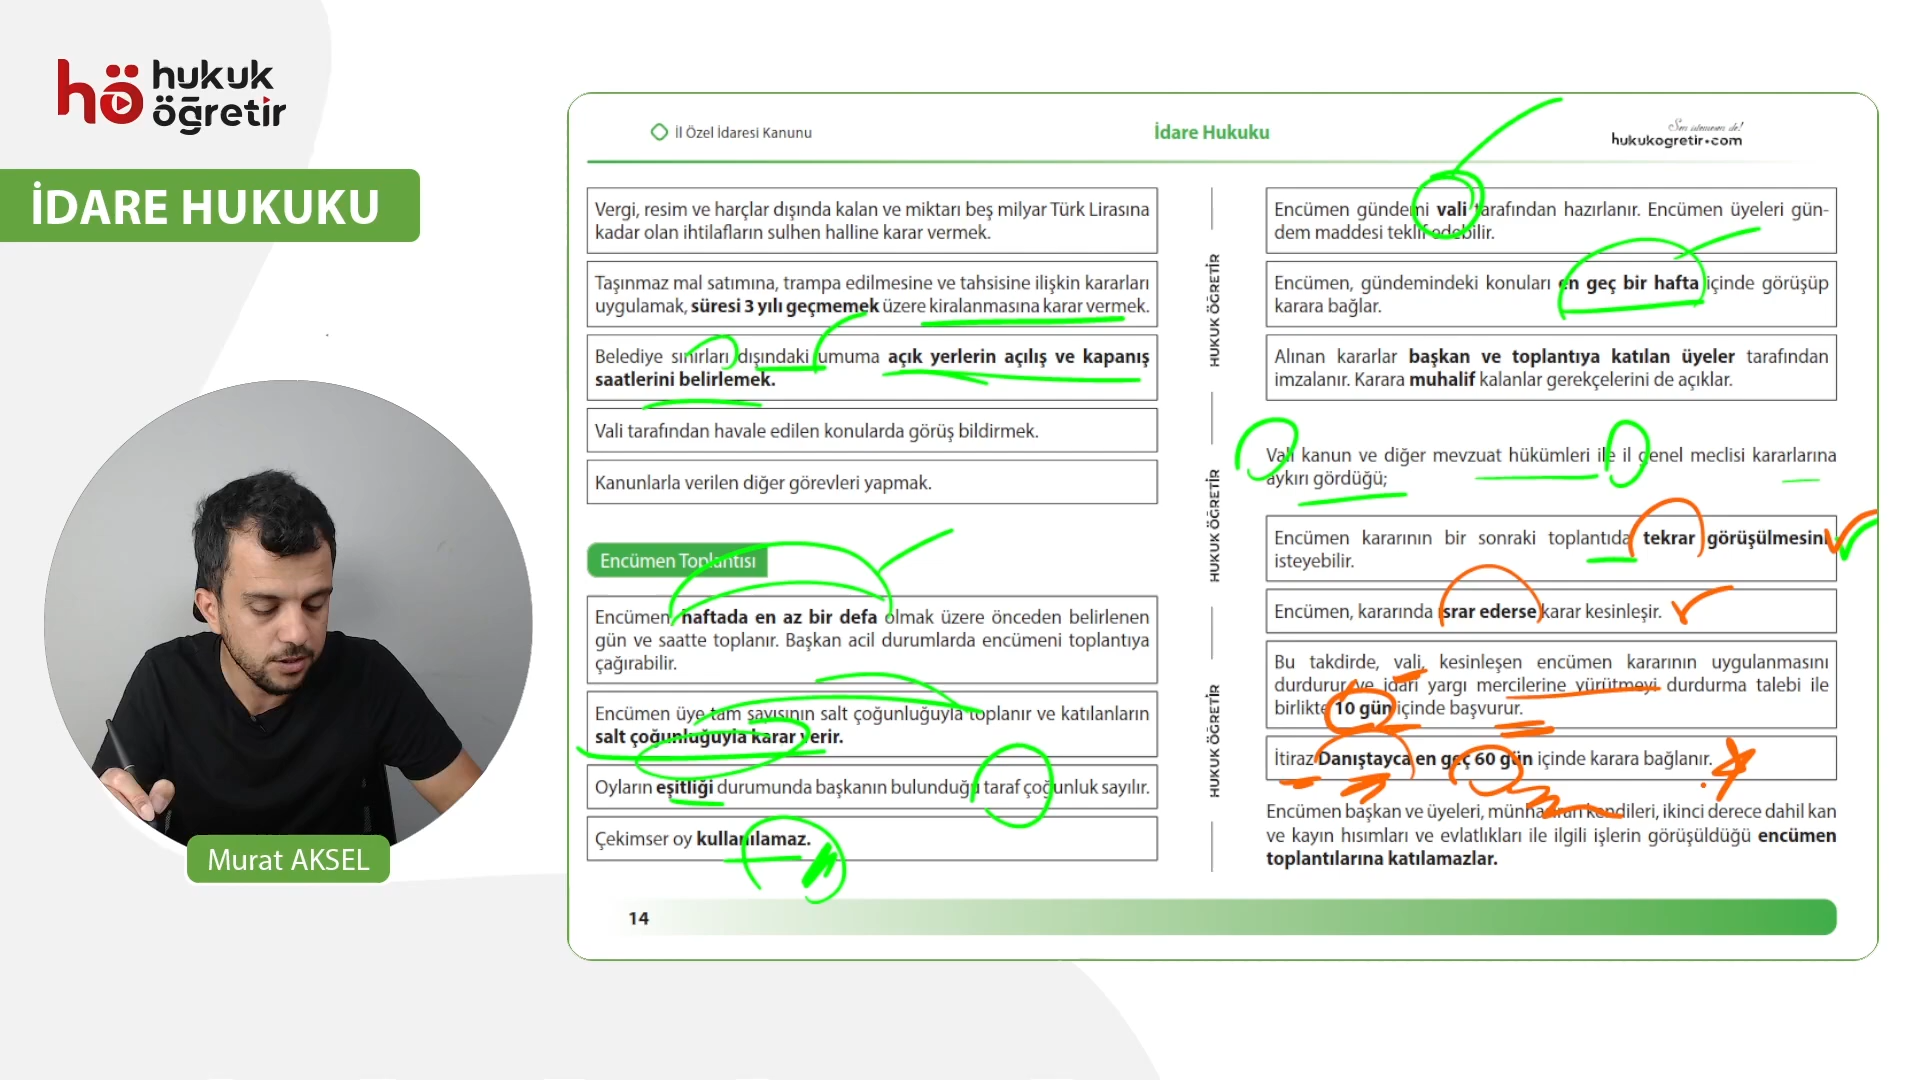 hö hukuk
öğretir
İDARE HUKUKU
Murat AKSEL
İl Özel İdaresi Kanunu
İdare Hukuku
Sen istemesen de!
hukukogretir•com
Vergi, resim ve harçlar dışında kalan ve miktarı beş milyar Türk Lirasına
kadar olan ihtilafların sulhen halline karar vermek.
Taşınmaz mal satımına, trampa edilmesine ve tahsisine ilişkin kararları
uygulamak, süresi 3 yılı geçmemek üzere kiralanmasına karar vermek.
Belediye sınırları dışındaki umuma açık yerlerin açılış ve kapanış
saatlerini belirlemek.
Vali tarafından havale edilen konularda görüş bildirmek.
Kanunlarla verilen diğer görevleri yapmak.
Encümen Toplantısı
Encümen, haftada en az bir defa olmak üzere önceden belirlenen
gün ve saatte toplanır. Başkan acil durumlarda encümeni toplantıya
çağırabilir.
Encümen üye tam sayısının salt çoğunluğuyla toplanır ve katılanların
salt çoğunluğuyla karar verir.
Oyların eşitliği durumunda başkanın bulunduğu taraf çoğunluk sayılır.
Çekimser oy kullanılamaz.
HUKUK ÖĞRETİR
HUKUK ÖĞRETİR
HUKUK ÖĞRETİR
Encümen gündemi vali tarafından hazırlanır. Encümen üyeleri gün-
dem maddesi teklif edebilir.
Encümen, gündemindeki konuları en geç bir hafta içinde görüşüp
karara bağlar.
Alınan kararlar başkan ve toplantıya katılan üyeler tarafından
imzalanır. Karara muhalif kalanlar gerekçelerini de açıklar.
Vali kanun ve diğer mevzuat hükümleri ile il genel meclisi kararlarına
aykırı gördüğü;
Encümen kararının bir sonraki toplantıda tekrar görüşülmesini
isteyebilir.
Encümen, kararında ısrar ederse karar kesinleşir.
Bu takdirde, vali, kesinleşen encümen kararının uygulanmasını
durdurur ve idari yargı mercilerine yürütmeyi durdurma talebi ile
birlikte 10 gün içinde başvurur.
İtiraz Danıştayca en geç 60 gün içinde karara bağlanır.
Encümen başkan ve üyeleri, münhasıran kendileri, ikinci derece dahil kan
ve kayın hısımları ve evlatlıkları ile ilgili işlerin görüşüldüğü encümen
toplantılarına katılamazlar.
14